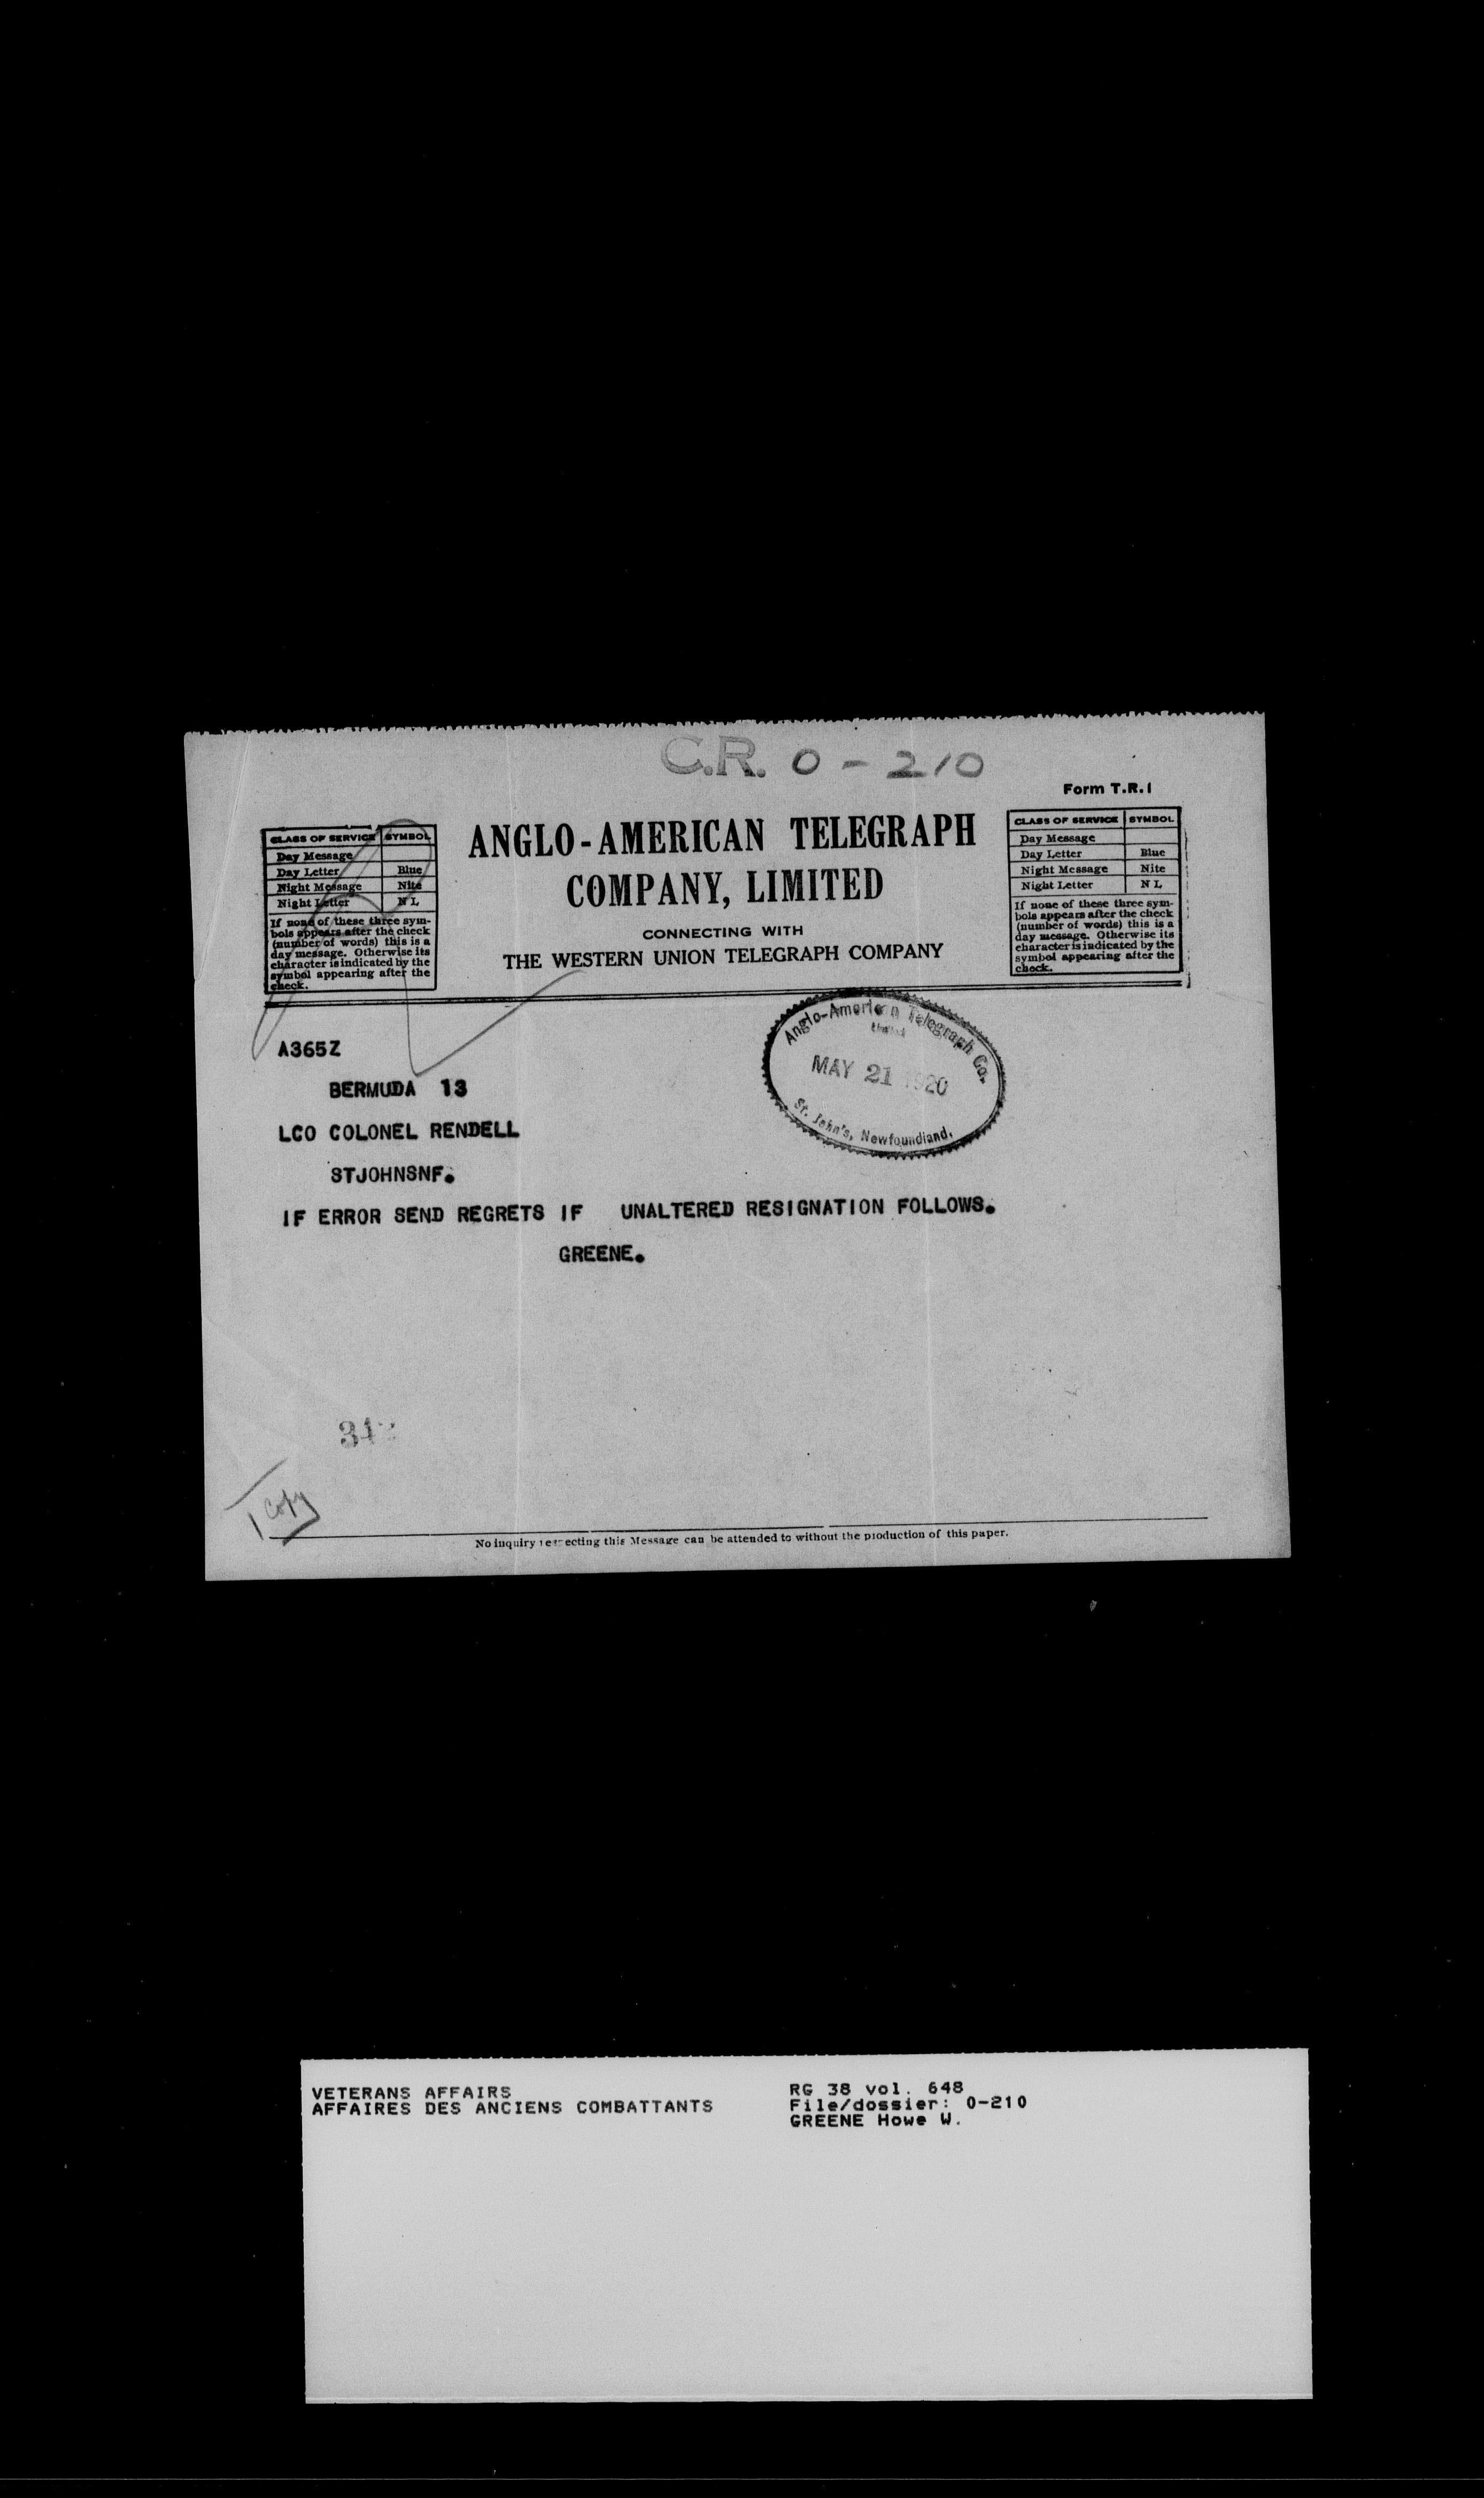 C.R. 0-210
Form T.R.1
CLASS OF SERVICE SYMBOL
Day Message
Day Letter Blue
Night Message Nite
Night Letter N L
If none of these three sym-
bols appears after the check
(number of words) this is a
day message. Otherwise its
character is indicated by the
symbol appearing after the
check.
ANGLO-AMERICAN TELEGRAPH
COMPANY, LIMITED
CONNECTING WITH
THE WESTERN UNION TELEGRAPH COMPANY
CLASS OF SERVICE SYMBOL
Day Message
Day Letter Blue
Night Message Nite
Night Letter N L
If none of these three sym-
bols appears after the check
(number of words) this is a
day message. Otherwise its
character is indicated by the
symbol appearing after the
check.
Anglo-American Telegraph Co.
Limited
MAY 21 1920
St. John's, Newfoundland.
A365Z
BERMUDA 13
LCO COLONEL RENDELL
STJOHNSNF.
IF ERROR SEND REGRETS IF UNALTERED RESIGNATION FOLLOWS.
GREENE.
1 Copy
No inquiry respecting this Message can be attended to without the production of this paper.
VETERANS AFFAIRS
AFFAIRES DES ANCIENS COMBATTANTS
RG 38 vol. 648
File/dossier: 0-210
GREENE Howe W.